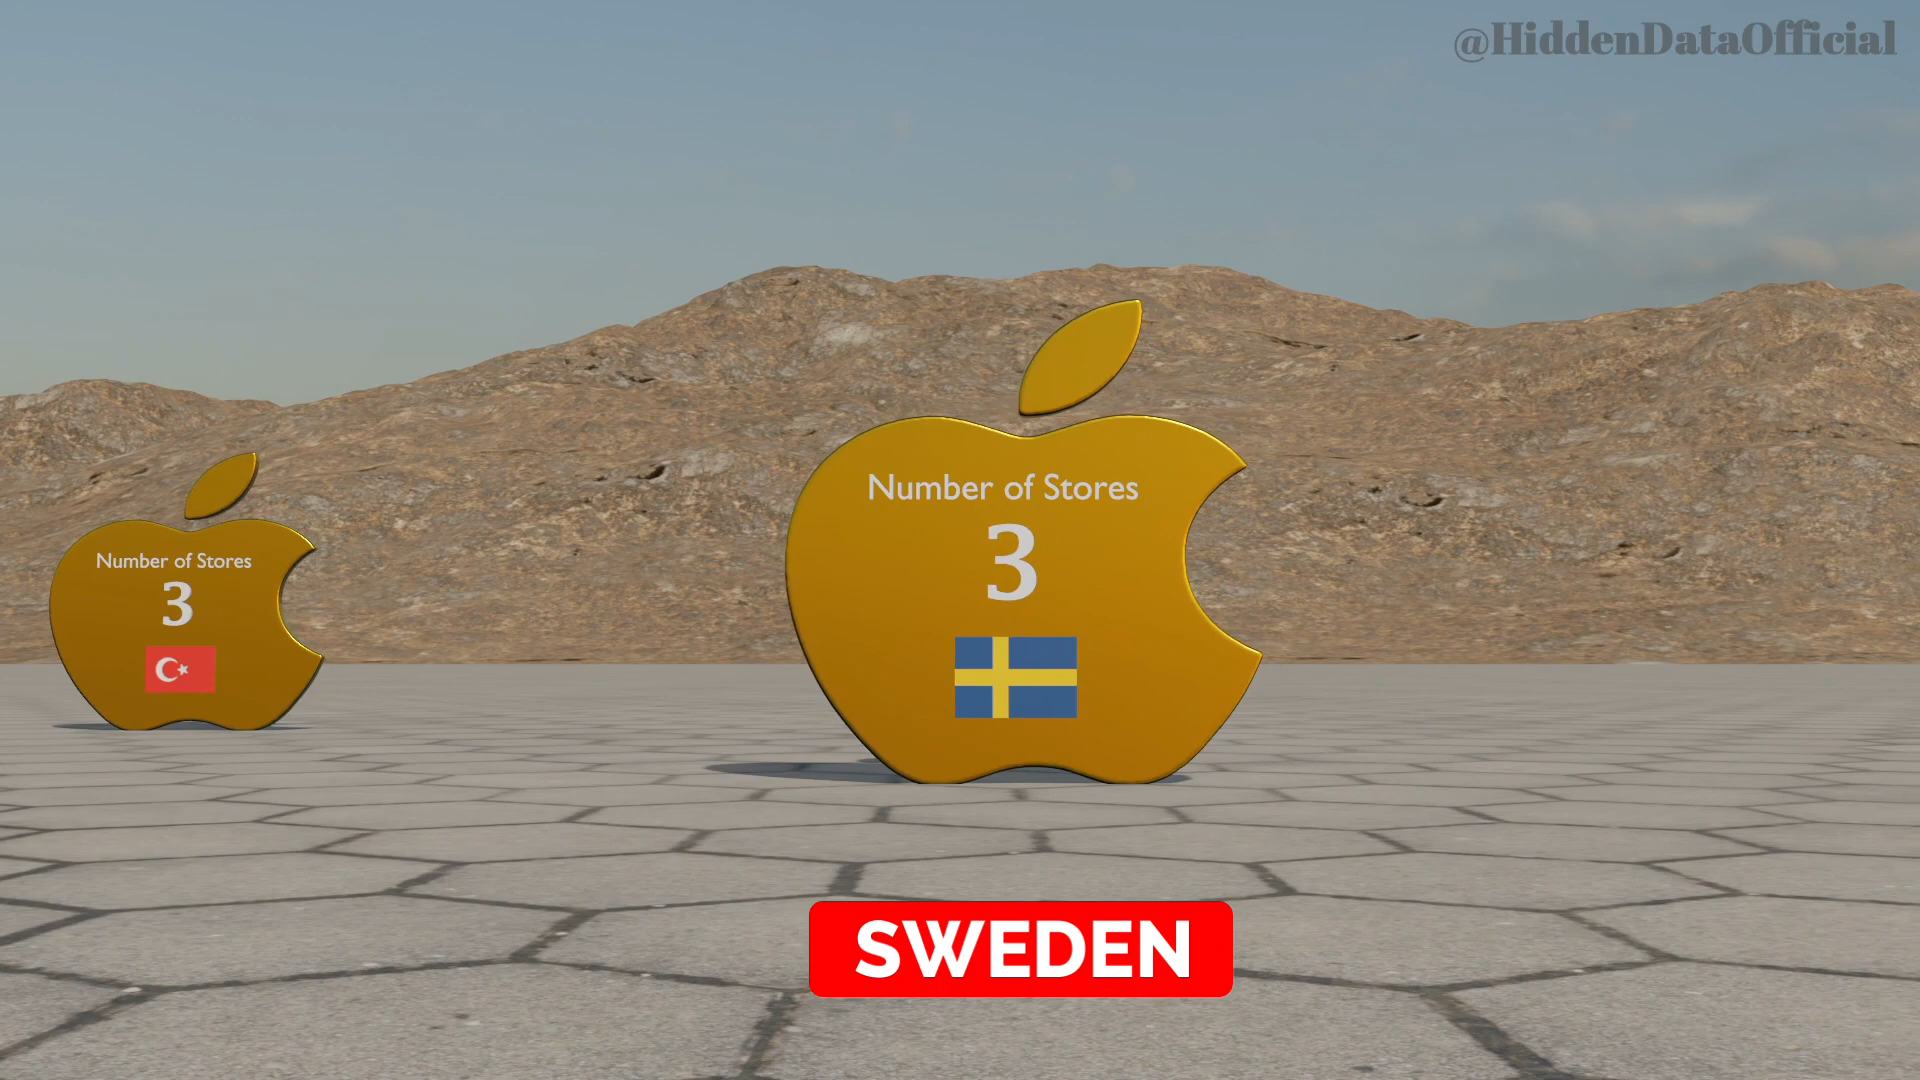 @HiddenDataOfficial
Number of Stores
3
Number of Stores
3
SWEDEN